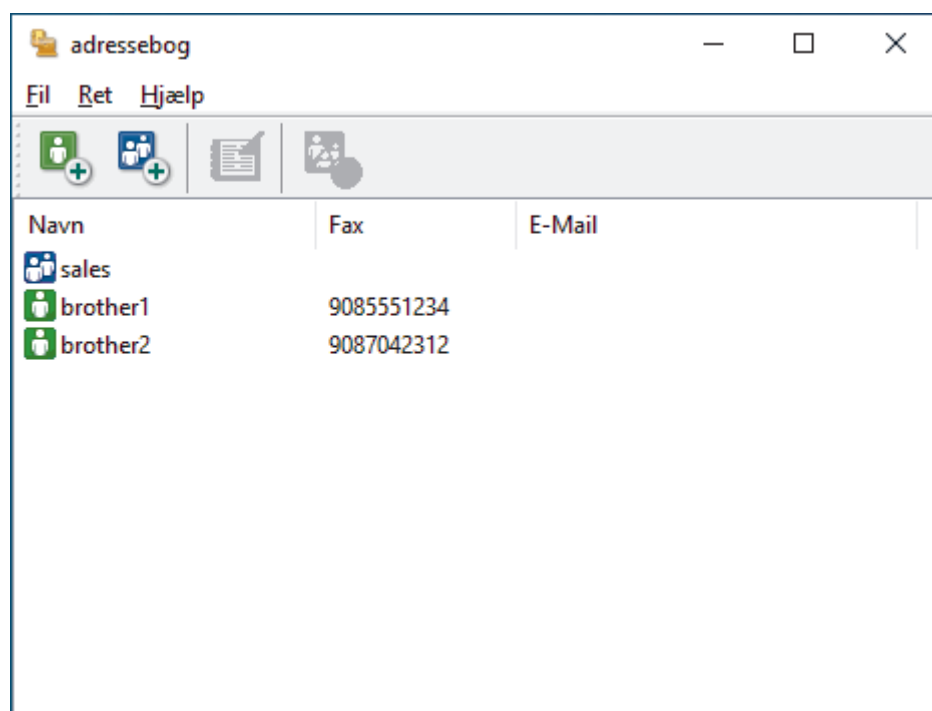 adressebog
Fil Ret Hjælp
Navn Fax E-Mail
sales
brother1 9085551234
brother2 9087042312